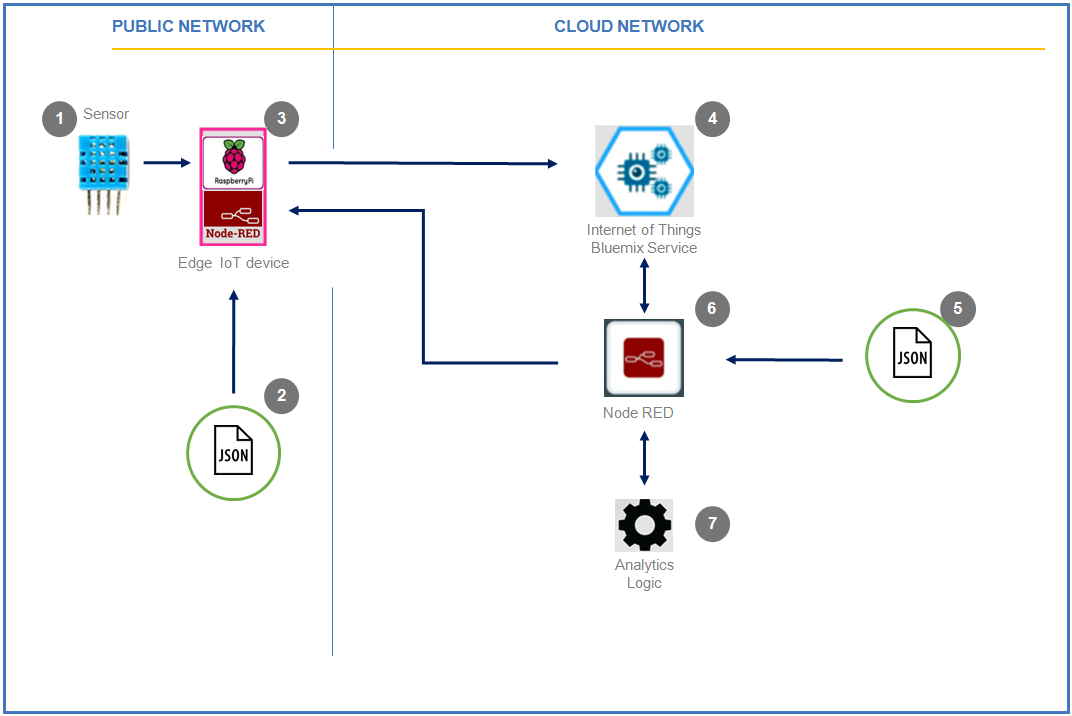 PUBLIC NETWORK
CLOUD NETWORK
1
Sensor
3
RaspberryPi
Node-RED
Edge IoT device
2
JSON
4
Internet of Things
Bluemix Service
6
Node RED
5
JSON
7
Analytics
Logic